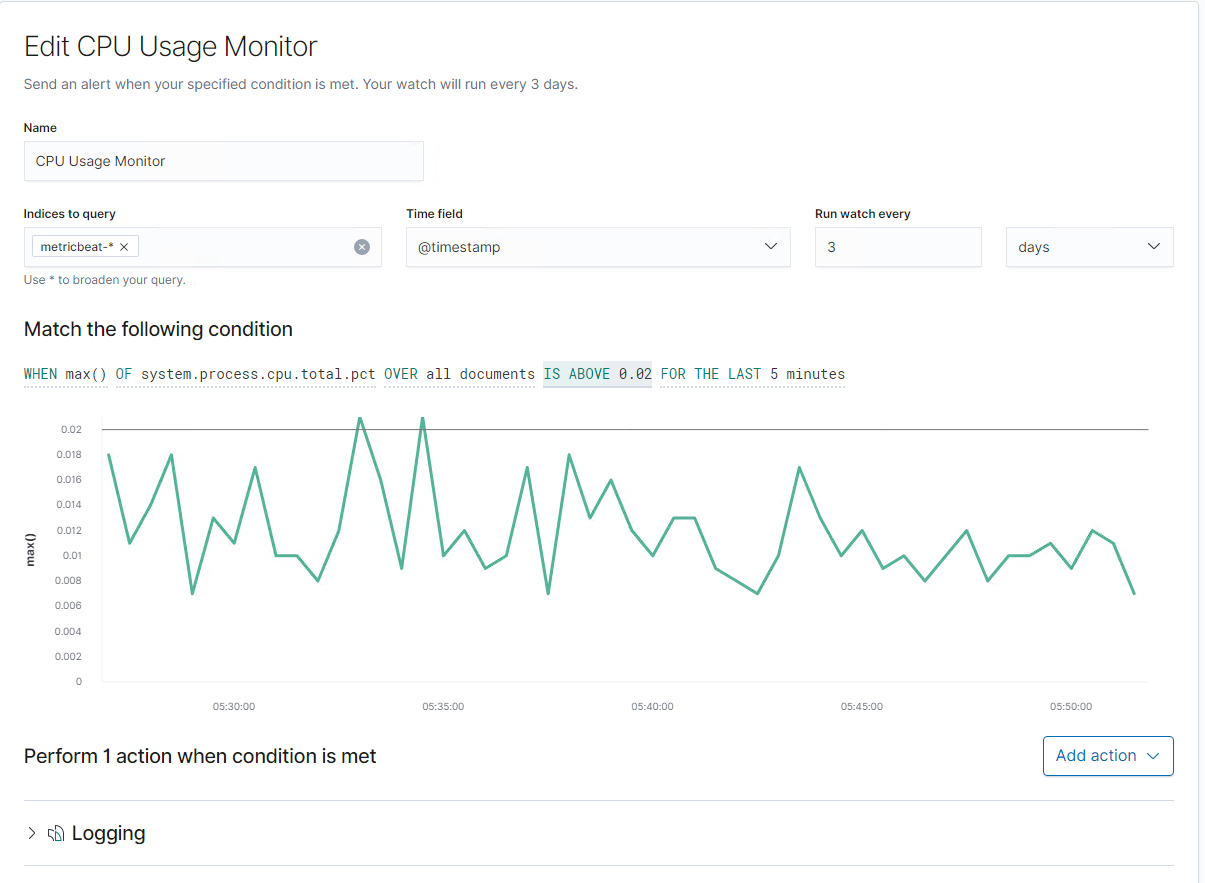 Edit CPU Usage Monitor
Send an alert when your specified condition is met. Your watch will run every 3 days.
Name
CPU Usage Monitor
Indices to query
Time field
Run watch every
metricbeat-*
@timestamp
3
days
Use * to broaden your query.
Match the following condition
WHEN max() OF system.process.cpu.total.pct OVER all documents IS ABOVE 0.02 FOR THE LAST 5 minutes
max()
0.02
0.018
0.016
0.014
0.012
0.01
0.008
0.006
0.004
0.002
0
05:30:00 05:35:00 05:40:00 05:45:00 05:50:00
Perform 1 action when condition is met
Add action
Logging